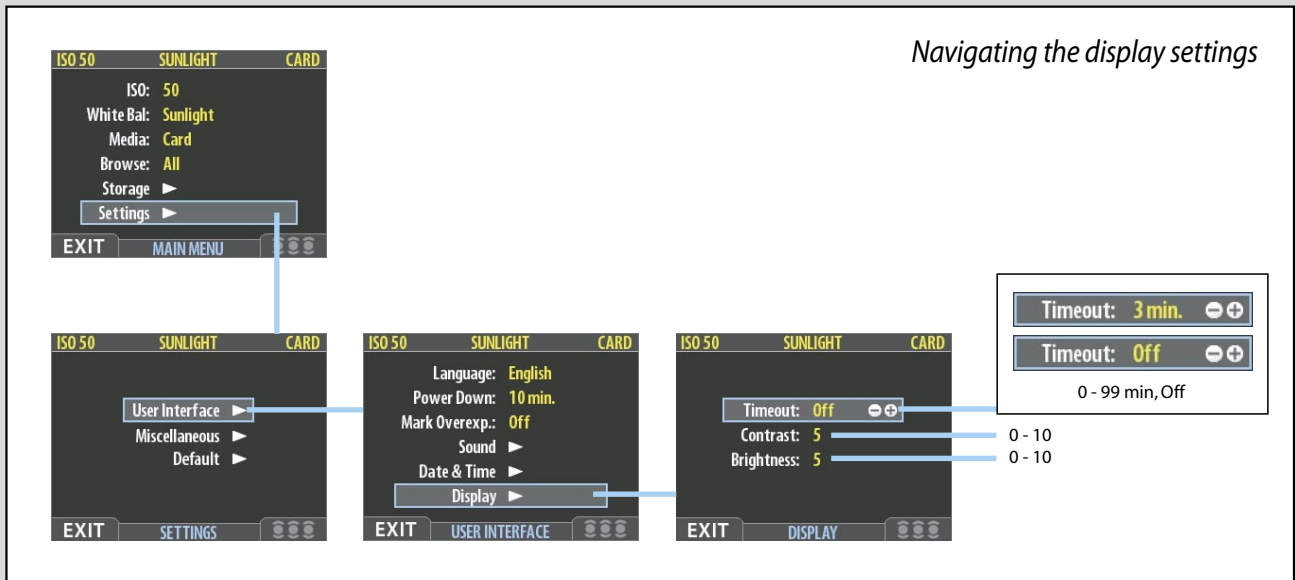 Navigating the display settings
ISO 50 SUNLIGHT CARD
ISO: 50
White Bal: Sunlight
Media: Card
Browse: All
Storage
Settings
EXIT MAIN MENU
ISO 50 SUNLIGHT CARD
User Interface
Miscellaneous
Default
EXIT SETTINGS
ISO 50 SUNLIGHT CARD
Language: English
Power Down: 10 min.
Mark Overexp.: Off
Sound
Date & Time
Display
EXIT USER INTERFACE
ISO 50 SUNLIGHT CARD
Timeout: Off
Contrast: 5
Brightness: 5
EXIT DISPLAY
Timeout: 3 min.
Timeout: Off
0 - 99 min, Off
0 - 10
0 - 10